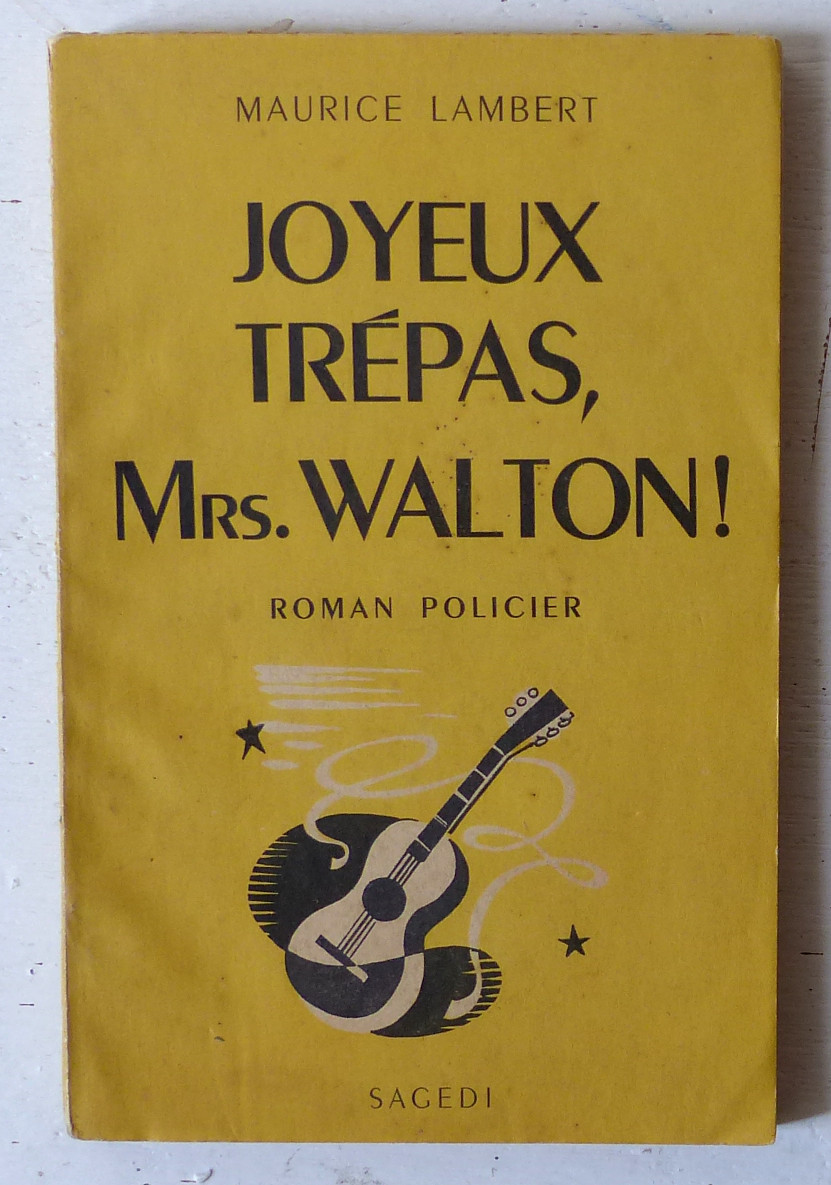 MAURICE LAMBERT
JOYEUX
TRÉPAS,
MRS. WALTON!
ROMAN POLICIER
SAGEDI